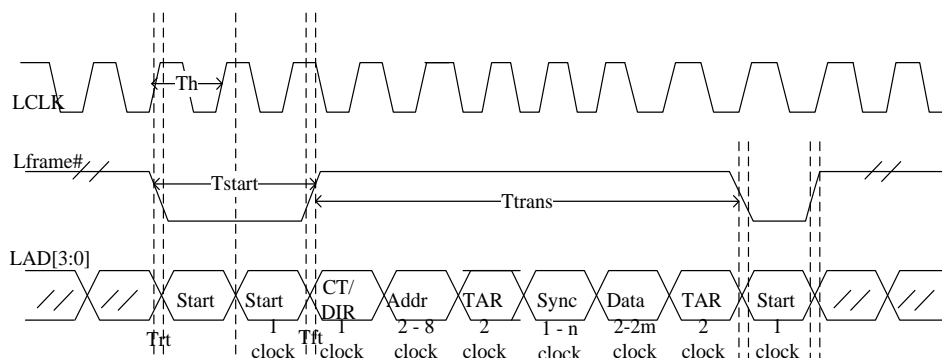 Th
LCLK
Lframe#
Tstart
Ttrans
LAD[3:0]
Start
Start
CT/
DIR
Addr
TAR
Sync
Data
TAR
Start
Trt
1
Tft
1
2 - 8
2
1 - n
2-2m
2
1
clock
clock
clock
clock
clock
clock
clock
clock